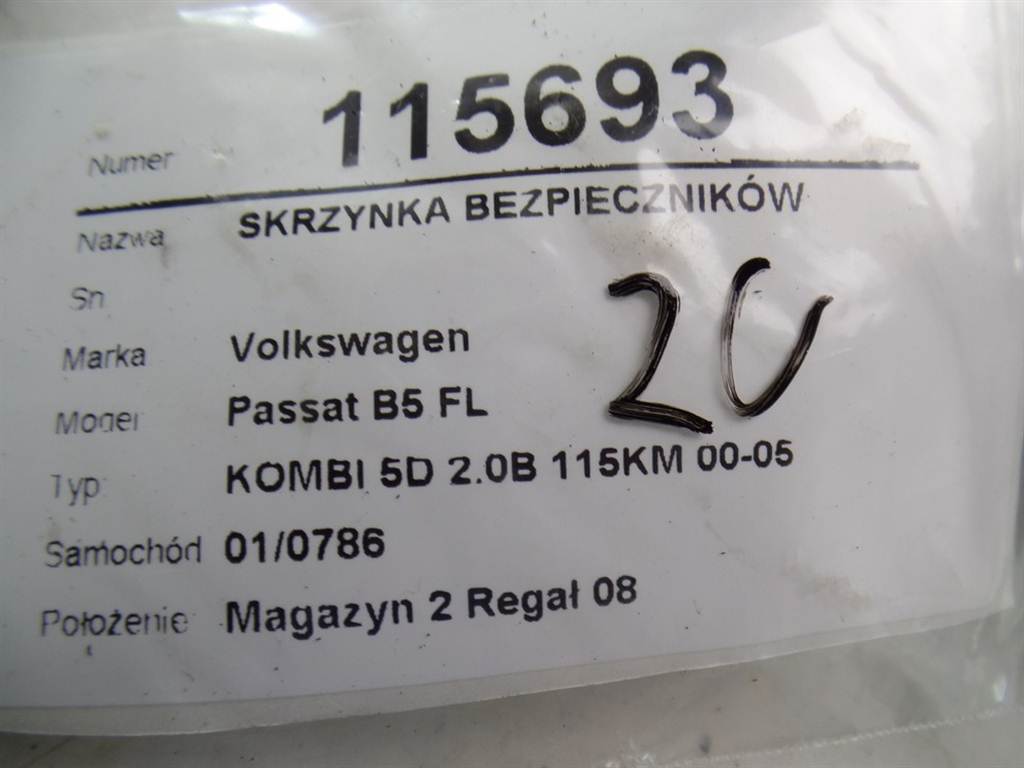 Numer 115693
Nazwa SKRZYNKA BEZPIECZNIKÓW
Sn
Marka Volkswagen
Model Passat B5 FL
20
Typ KOMBI 5D 2.0B 115KM 00-05
Samochód 01/0786
Położenie Magazyn 2 Regał 08